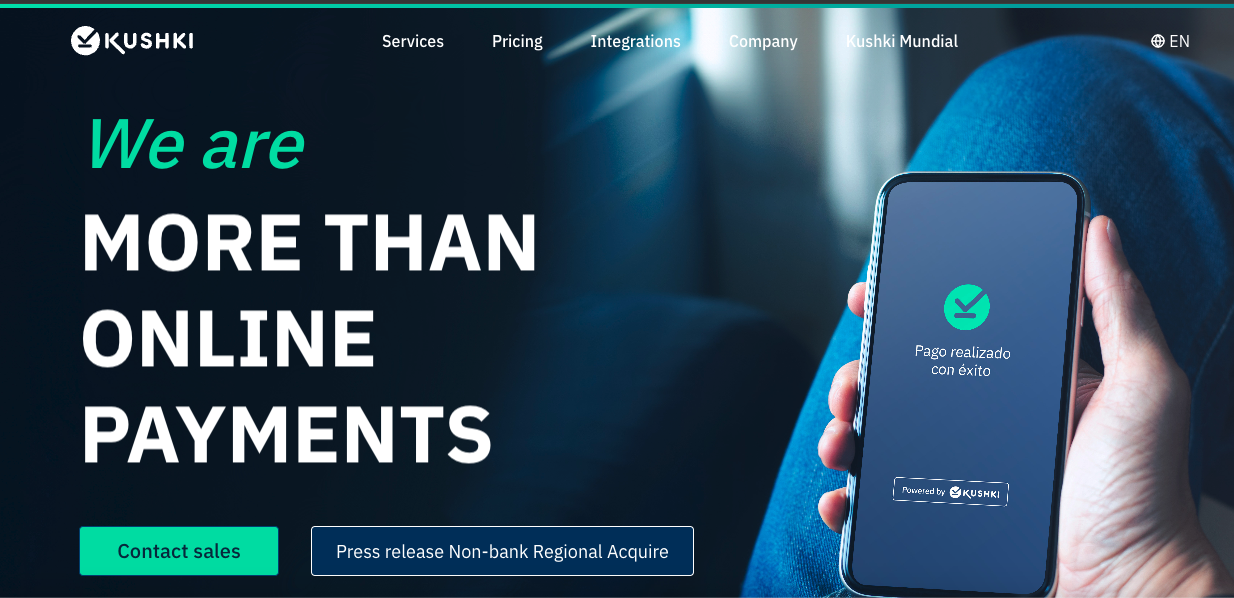 KUSHKI
Services
Pricing
Integrations
Company
Kushki Mundial
EN
We are
MORE THAN
ONLINE
PAYMENTS
Contact sales
Press release Non-bank Regional Acquire
Pago realizado
con éxito
Powered by KUSHKI